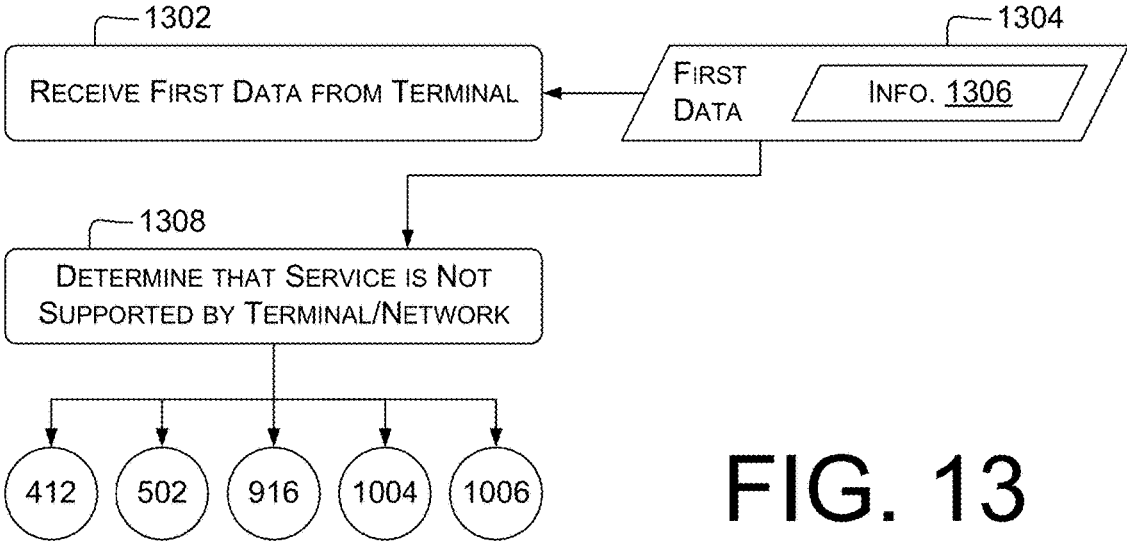 1302
1304
RECEIVE FIRST DATA FROM TERMINAL
FIRST
DATA
INFO. 1306
1308
DETERMINE THAT SERVICE IS NOT
SUPPORTED BY TERMINAL/NETWORK
412 502 916 1004 1006
FIG. 13